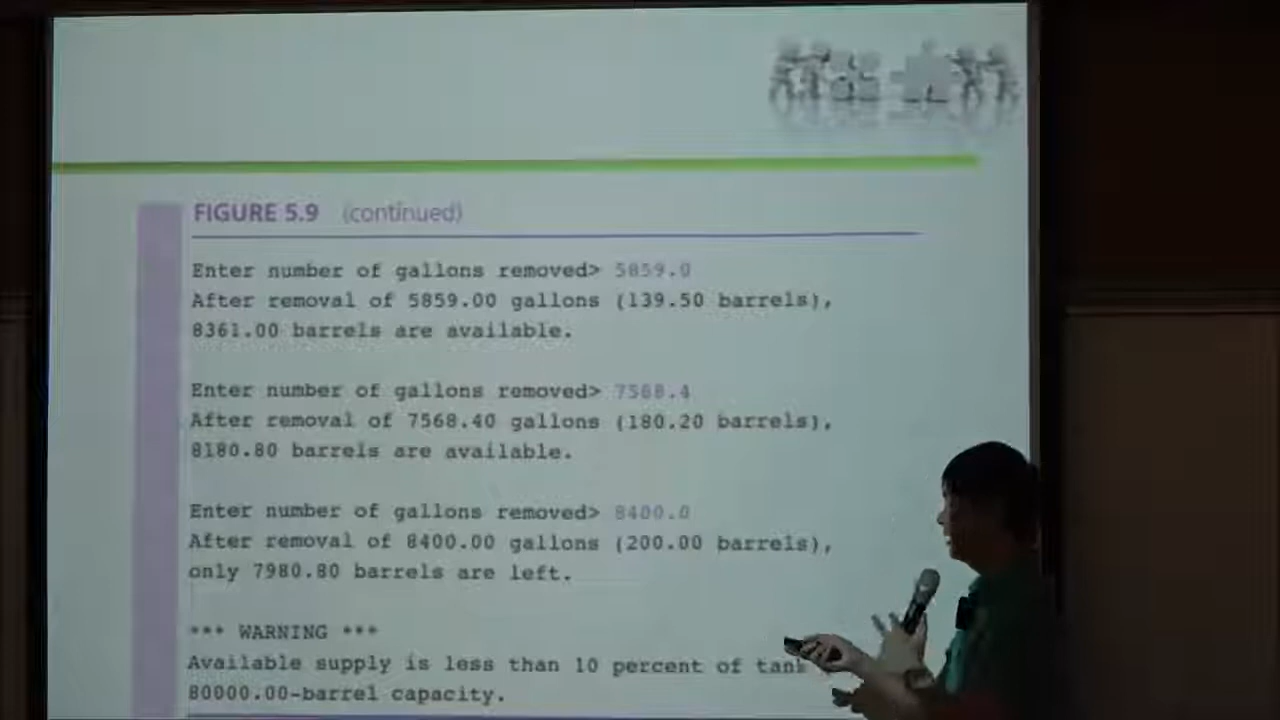 FIGURE 5.9 (continued)
Enter number of gallons removed> 5859.0
After removal of 5859.00 gallons (139.50 barrels),
8361.00 barrels are available.
Enter number of gallons removed> 7568.4
After removal of 7568.40 gallons (180.20 barrels),
8180.80 barrels are available.
Enter number of gallons removed> 8400.0
After removal of 8400.00 gallons (200.00 barrels),
only 7980.80 barrels are left.
*** WARNING ***
Available supply is less than 10 percent of tank
80000.00-barrel capacity.